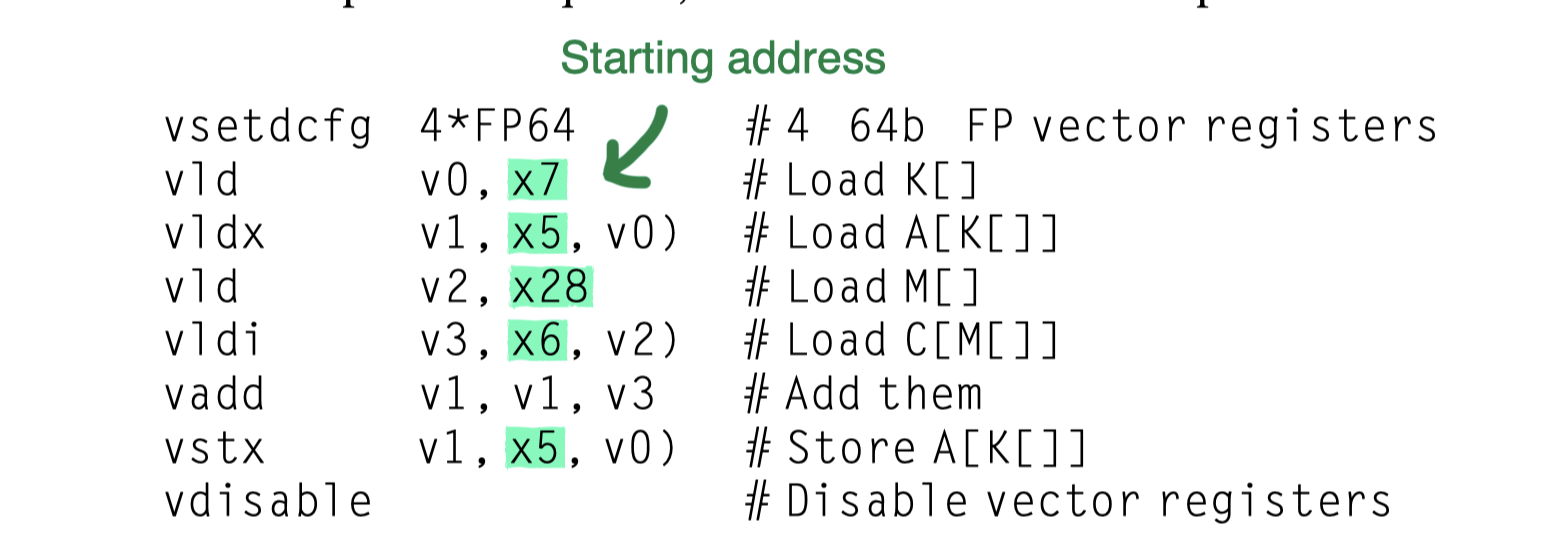 Starting address
vsetdcfg 4*FP64 # 4 64b FP vector registers
vld v0, x7 # Load K[]
vldx v1, x5, v0) # Load A[K[]]
vld v2, x28 # Load M[]
vldi v3, x6, v2) # Load C[M[]]
vadd v1, v1, v3 # Add them
vstx v1, x5, v0) # Store A[K[]]
vdisable # Disable vector registers